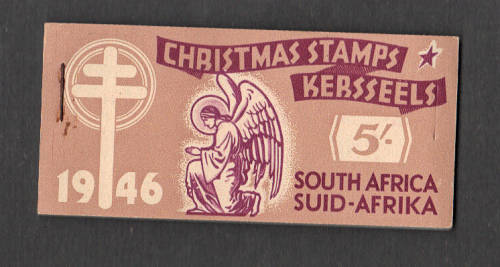 CHRISTMAS STAMPS
KERSSEELS
5/-
1946
SOUTH AFRICA
SUID-AFRIKA